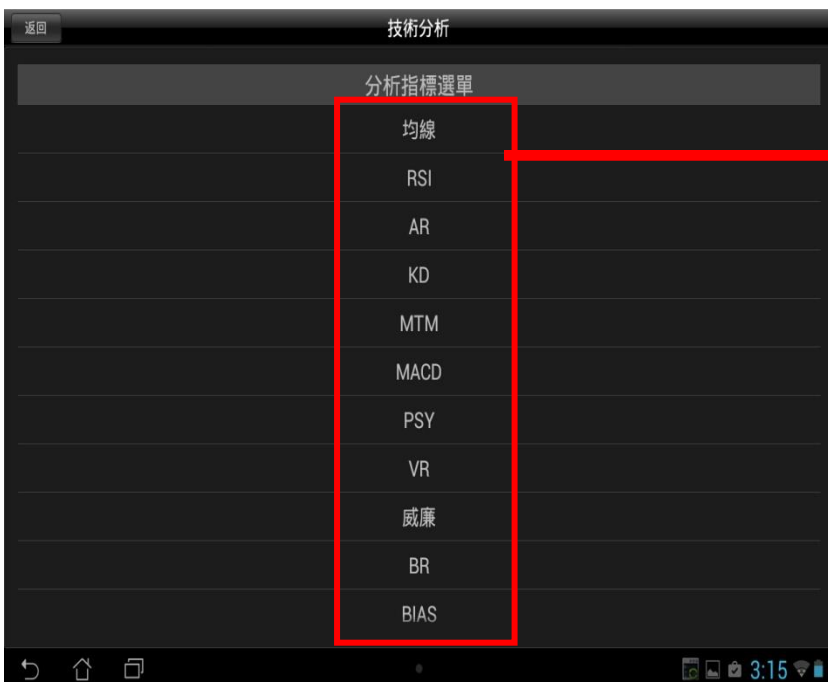 返回
技術分析
分析指標選單
均線
RSI
AR
KD
MTM
MACD
PSY
VR
威廉
BR
BIAS
3:15